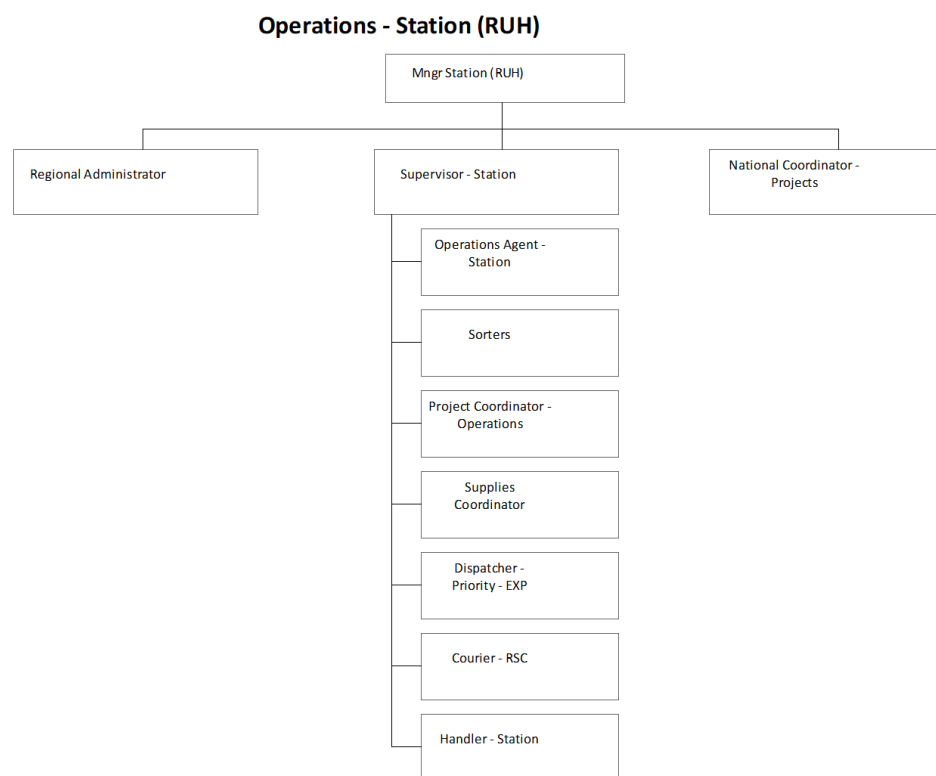 Operations - Station (RUH)
Mngr Station (RUH)
Regional Administrator
Supervisor - Station
National Coordinator -
Projects
Operations Agent -
Station
Sorters
Project Coordinator -
Operations
Supplies
Coordinator
Dispatcher -
Priority - EXP
Courier - RSC
Handler - Station